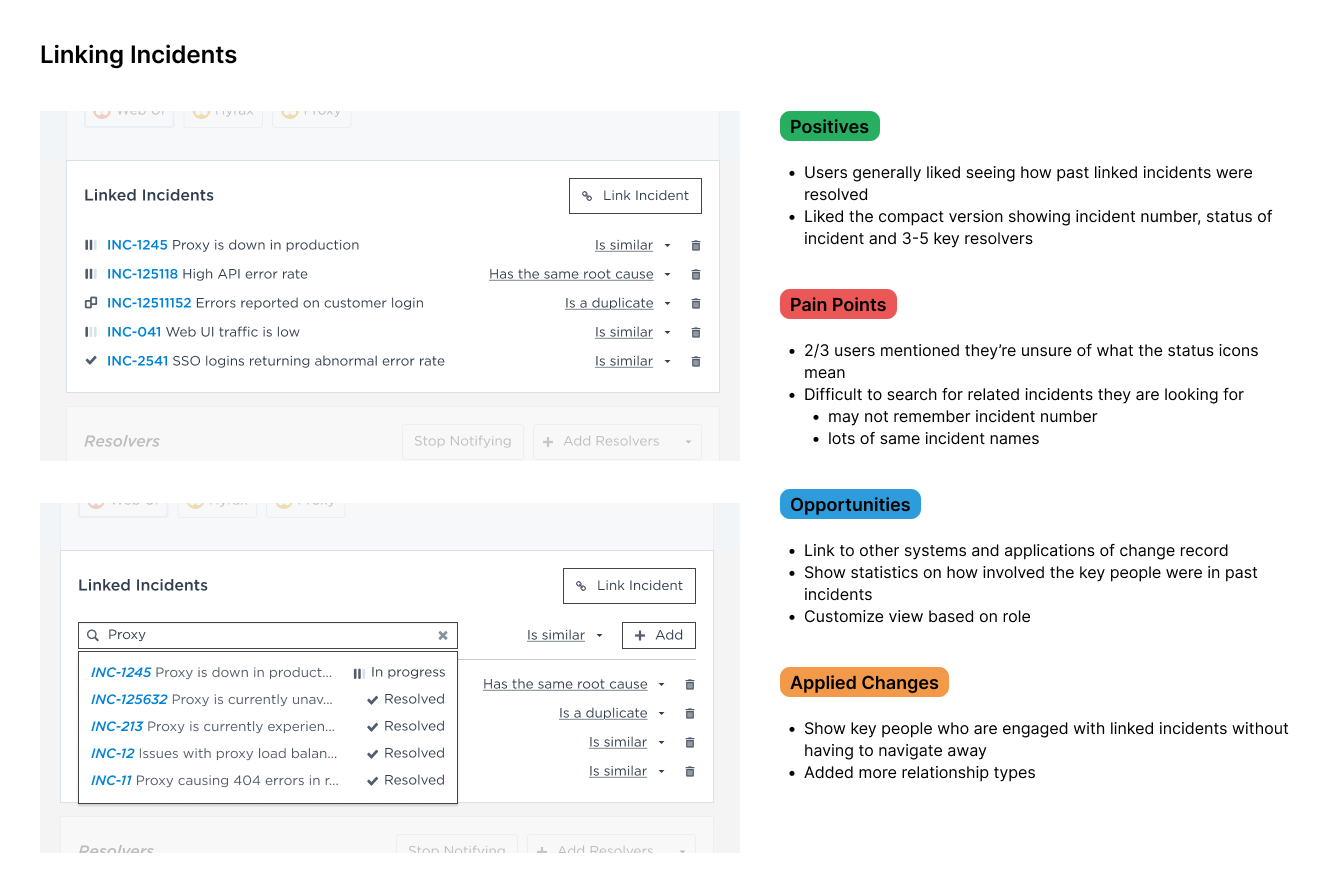 Linking Incidents
Web UI
Hyrax
Proxy
Linked Incidents
Link Incident
INC-1245 Proxy is down in production
Is similar
INC-125118 High API error rate
Has the same root cause
INC-12511152 Errors reported on customer login
Is a duplicate
INC-041 Web UI traffic is low
Is similar
INC-2541 SSO logins returning abnormal error rate
Is similar
Resolvers
Stop Notifying
Add Resolvers
Web UI
Hyrax
Proxy
Linked Incidents
Link Incident
Proxy
Is similar
Add
INC-1245 Proxy is down in product...
In progress
INC-125632 Proxy is currently unav...
Resolved
INC-213 Proxy is currently experien...
Resolved
INC-12 Issues with proxy load balan...
Resolved
INC-11 Proxy causing 404 errors in r...
Resolved
Has the same root cause
Is a duplicate
Is similar
Is similar
Resolvers
Stop Notifying
Add Resolvers
Positives
• Users generally liked seeing how past linked incidents were
resolved
• Liked the compact version showing incident number, status of
incident and 3-5 key resolvers
Pain Points
• 2/3 users mentioned they’re unsure of what the status icons
mean
• Difficult to search for related incidents they are looking for
• may not remember incident number
• lots of same incident names
Opportunities
• Link to other systems and applications of change record
• Show statistics on how involved the key people were in past
incidents
• Customize view based on role
Applied Changes
• Show key people who are engaged with linked incidents without
having to navigate away
• Added more relationship types